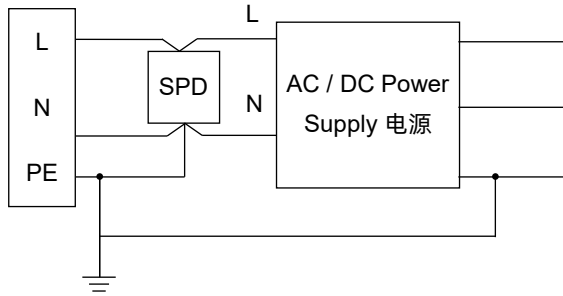 L
N
PE
SPD
L
N
AC / DC Power
Supply 电源